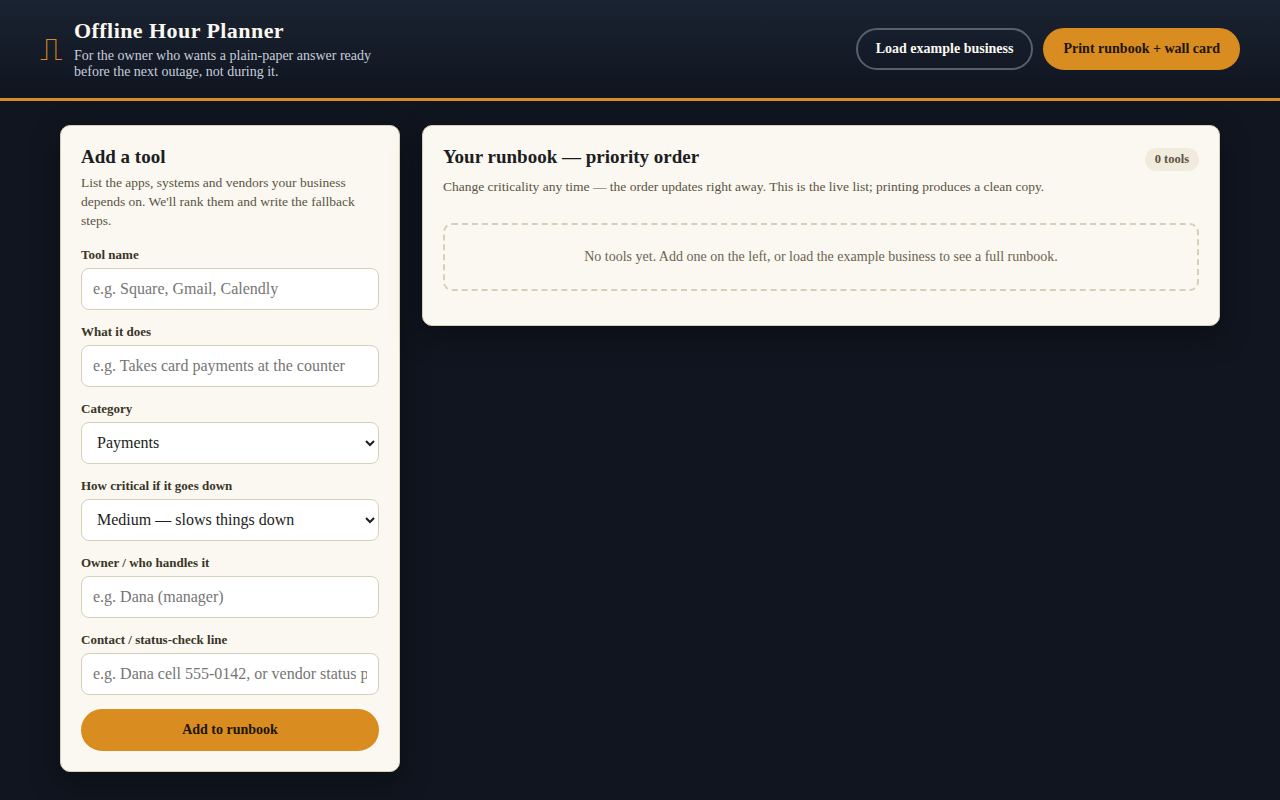 Offline Hour Planner
For the owner who wants a plain-paper answer ready
before the next outage, not during it.
Load example business
Print runbook + wall card
Add a tool
List the apps, systems and vendors your business
depends on. We'll rank them and write the fallback
steps.
Tool name
e.g. Square, Gmail, Calendly
What it does
e.g. Takes card payments at the counter
Category
Payments
How critical if it goes down
Medium — slows things down
Owner / who handles it
e.g. Dana (manager)
Contact / status-check line
e.g. Dana cell 555-0142, or vendor status p
Add to runbook
Your runbook — priority order
0 tools
Change criticality any time — the order updates right away. This is the live list; printing produces a clean copy.
No tools yet. Add one on the left, or load the example business to see a full runbook.